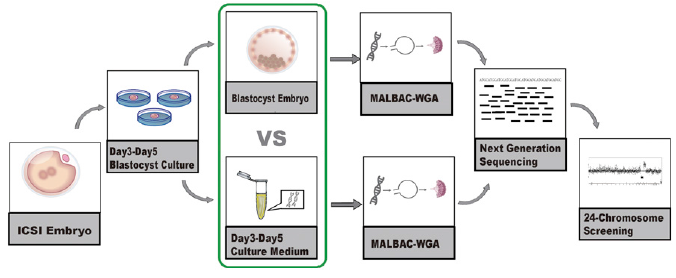 ICSI Embryo
Day3-Day5
Blastocyst Culture
Blastocyst Embryo
VS
Day3-Day5
Culture Medium
MALBAC-WGA
MALBAC-WGA
Next Generation
Sequencing
24-Chromosome
Screening